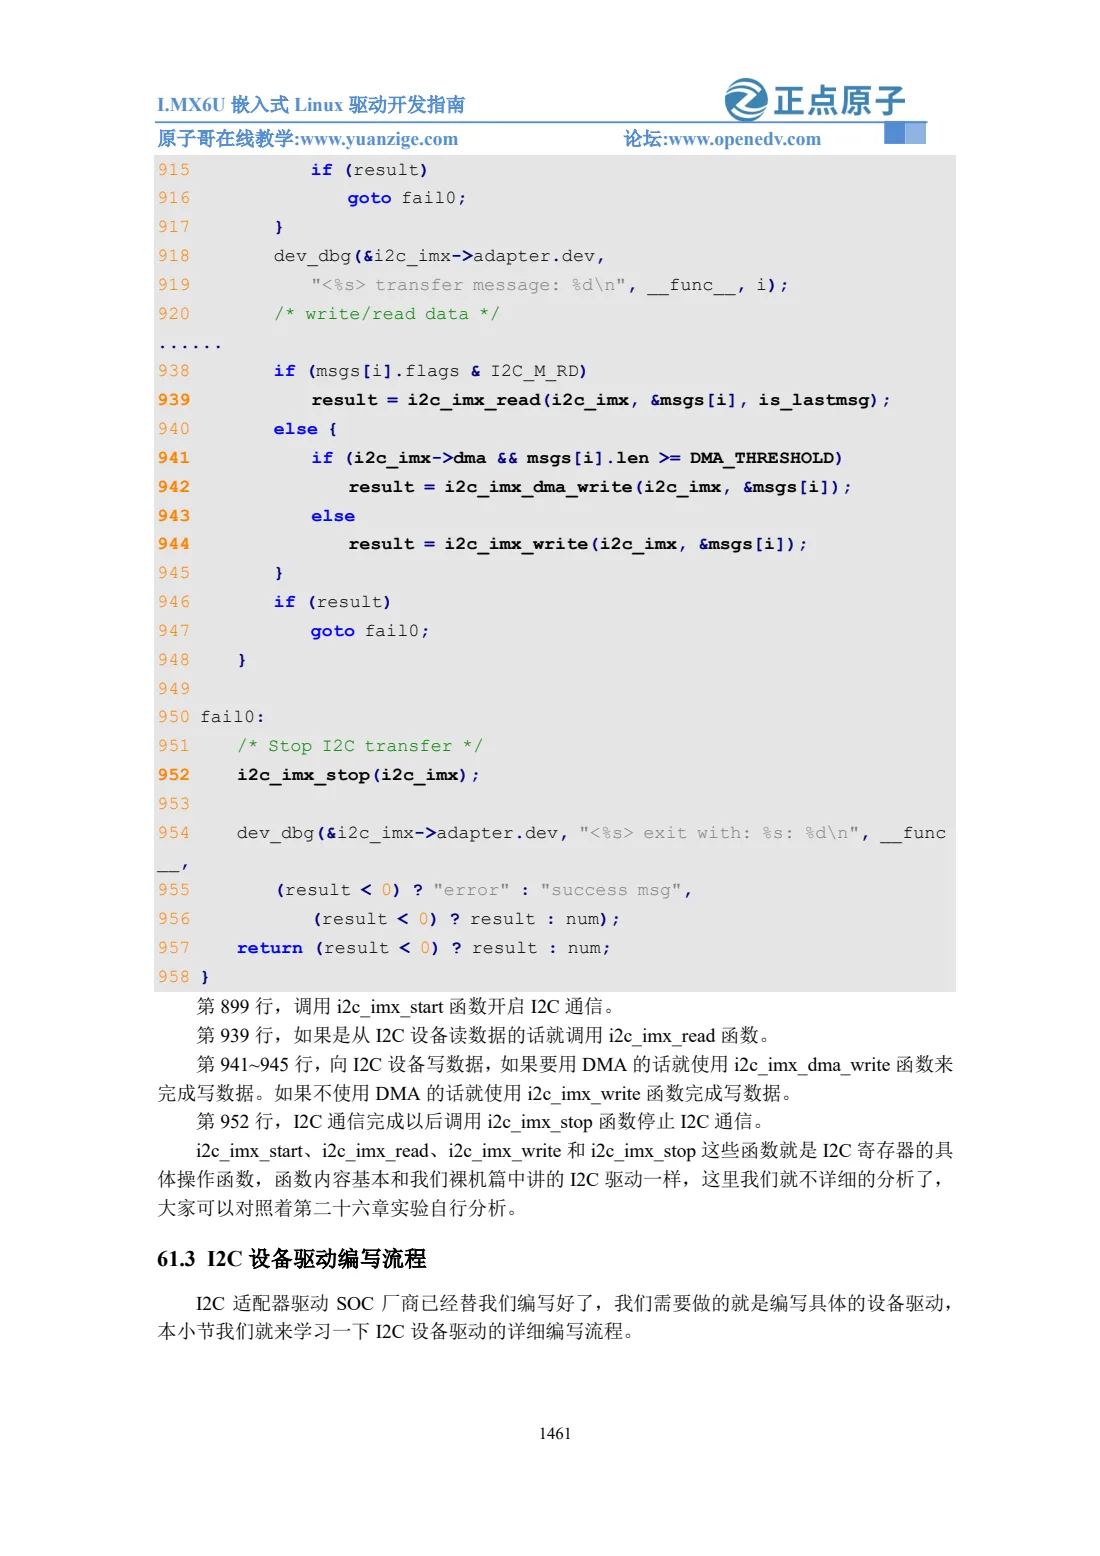 I.MX6U 嵌入式 Linux 驱动开发指南
正点原子
原子哥在线教学:www.yuanzige.com 论坛:www.openedv.com
915 if (result)
916 goto fail0;
917 }
918 dev_dbg(&i2c_imx->adapter.dev,
919 "<%s> transfer message: %d\n", __func__, i);
920 /* write/read data */
......
938 if (msgs[i].flags & I2C_M_RD)
939 result = i2c_imx_read(i2c_imx, &msgs[i], is_lastmsg);
940 else {
941 if (i2c_imx->dma && msgs[i].len >= DMA_THRESHOLD)
942 result = i2c_imx_dma_write(i2c_imx, &msgs[i]);
943 else
944 result = i2c_imx_write(i2c_imx, &msgs[i]);
945 }
946 if (result)
947 goto fail0;
948 }
949
950 fail0:
951 /* Stop I2C transfer */
952 i2c_imx_stop(i2c_imx);
953
954 dev_dbg(&i2c_imx->adapter.dev, "<%s> exit with: %s: %d\n", __func
__,
955 (result < 0) ? "error" : "success msg",
956 (result < 0) ? result : num);
957 return (result < 0) ? result : num;
958 }
第 899 行，调用 i2c_imx_start 函数开启 I2C 通信。
第 939 行，如果是从 I2C 设备读数据的话就调用 i2c_imx_read 函数。
第 941~945 行，向 I2C 设备写数据，如果要用 DMA 的话就使用 i2c_imx_dma_write 函数来
完成写数据。如果不使用 DMA 的话就使用 i2c_imx_write 函数完成写数据。
第 952 行，I2C 通信完成以后调用 i2c_imx_stop 函数停止 I2C 通信。
i2c_imx_start、i2c_imx_read、i2c_imx_write 和 i2c_imx_stop 这些函数就是 I2C 寄存器的具
体操作函数，函数内容基本和我们裸机篇中讲的 I2C 驱动一样，这里我们就不详细的分析了，
大家可以对照着第二十六章实验自行分析。
61.3 I2C 设备驱动编写流程
I2C 适配器驱动 SOC 厂商已经替我们编写好了，我们需要做的就是编写具体的设备驱动，
本小节我们就来学习一下 I2C 设备驱动的详细编写流程。
1461